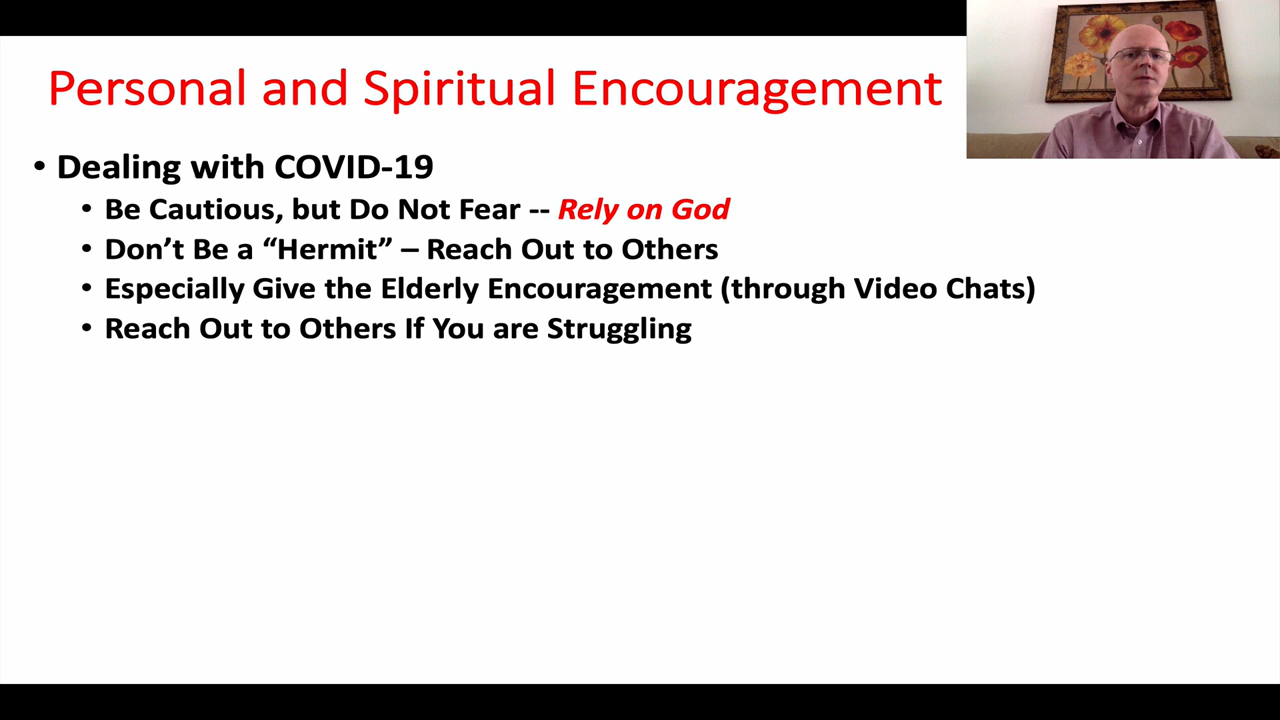 Personal and Spiritual Encouragement
• Dealing with COVID-19
• Be Cautious, but Do Not Fear -- Rely on God
• Don’t Be a “Hermit” – Reach Out to Others
• Especially Give the Elderly Encouragement (through Video Chats)
• Reach Out to Others If You are Struggling